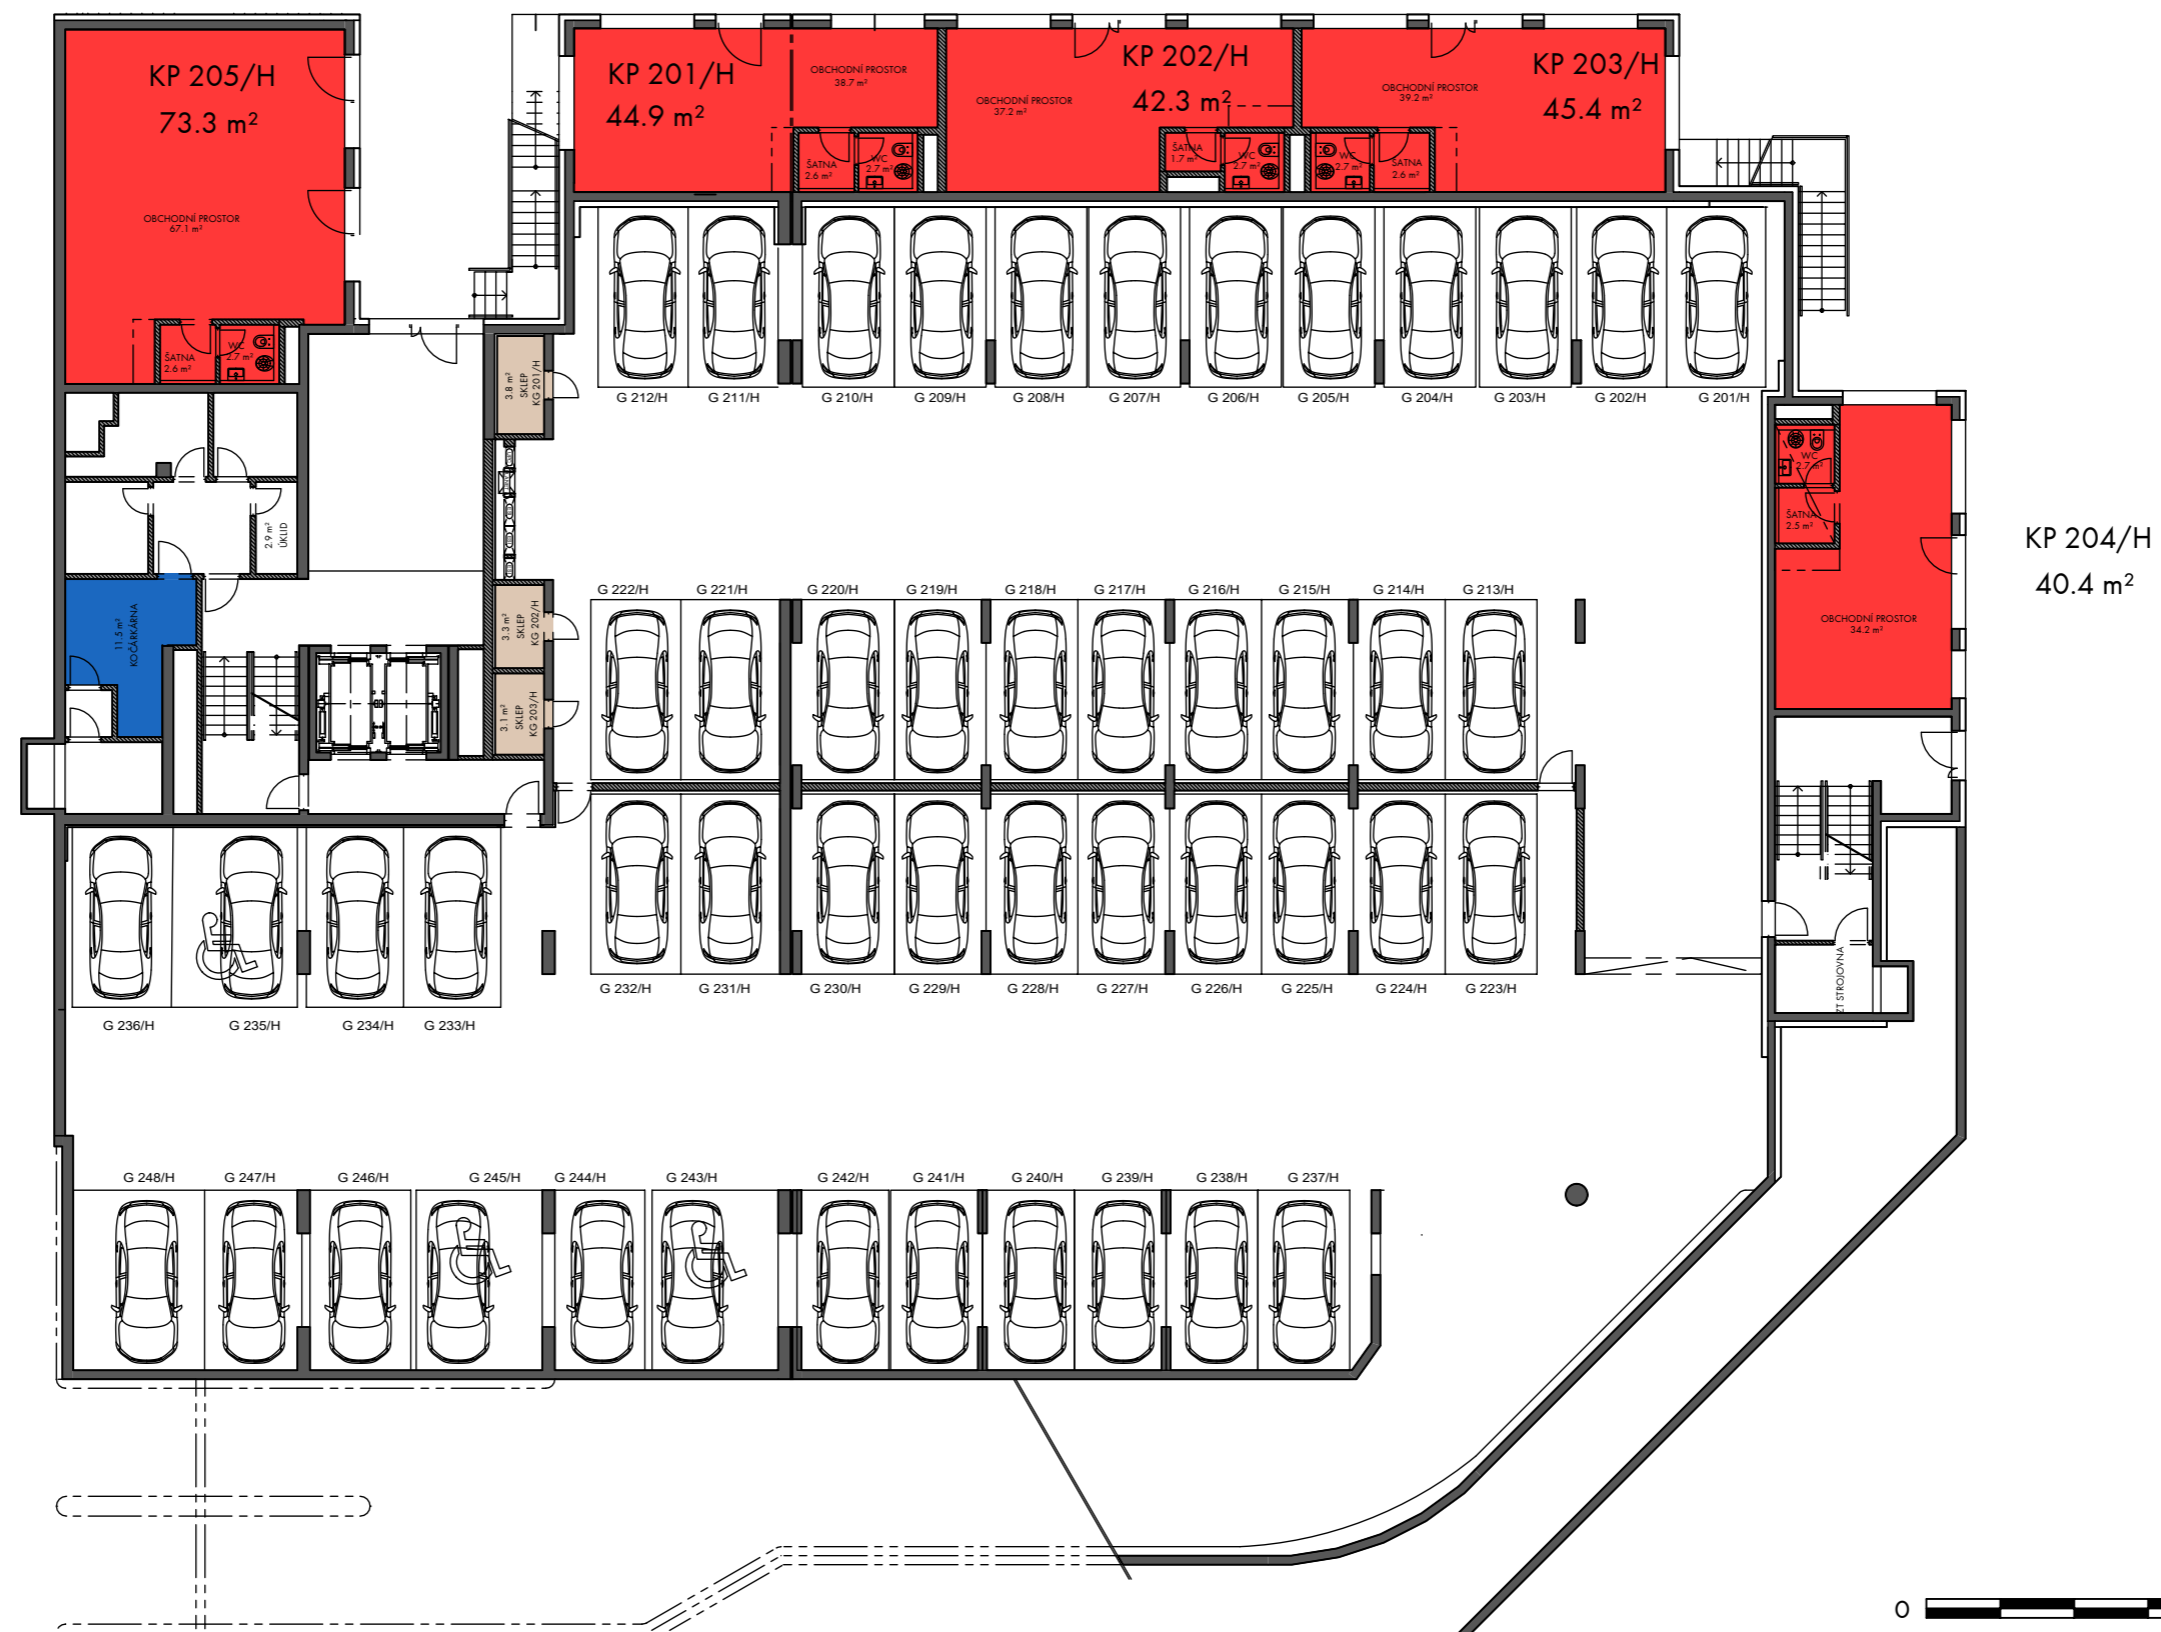 KP 205/H
73.3 m²
OBCHODNÍ PROSTOR
67.1 m²
ŠATNA
2.6 m²
WC
2.7 m²
KP 201/H
44.9 m²
OBCHODNÍ PROSTOR
38.7 m²
ŠATNA
2.6 m²
WC
2.7 m²
KP 202/H
42.3 m²
OBCHODNÍ PROSTOR
37.2 m²
ŠATNA
1.7 m²
WC
2.7 m²
KP 203/H
45.4 m²
OBCHODNÍ PROSTOR
39.2 m²
WC
2.7 m²
ŠATNA
2.6 m²
3.8 m²
SKLEP
KG 201/H
G 212/H
G 211/H
G 210/H
G 209/H
G 208/H
G 207/H
G 206/H
G 205/H
G 204/H
G 203/H
G 202/H
G 201/H
WC
2.7 m²
ŠATNA
2.5 m²
OBCHODNÍ PROSTOR
34.2 m²
KP 204/H
40.4 m²
2.9 m²
ÚKLID
11.5 m²
KOČÁRKÁRNA
3.3 m²
SKLEP
KG 202/H
3.1 m²
SKLEP
KG 203/H
G 222/H
G 221/H
G 220/H
G 219/H
G 218/H
G 217/H
G 216/H
G 215/H
G 214/H
G 213/H
G 232/H
G 231/H
G 230/H
G 229/H
G 228/H
G 227/H
G 226/H
G 225/H
G 224/H
G 223/H
ZT STROJOVNA
G 236/H
G 235/H
G 234/H
G 233/H
G 248/H
G 247/H
G 246/H
G 245/H
G 244/H
G 243/H
G 242/H
G 241/H
G 240/H
G 239/H
G 238/H
G 237/H
0